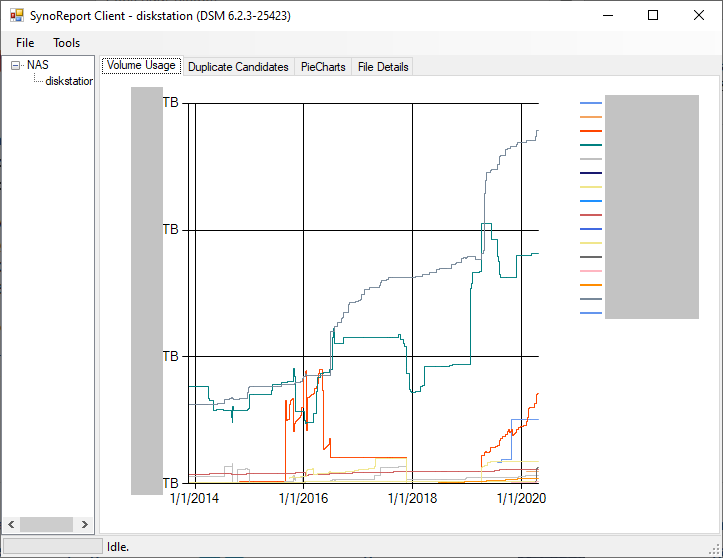 SynoReport Client - diskstation (DSM 6.2.3-25423)
File Tools
NAS
diskstation
Volume Usage Duplicate Candidates PieCharts File Details
TB
TB
TB
TB
1/1/2014 1/1/2016 1/1/2018 1/1/2020
Idle.